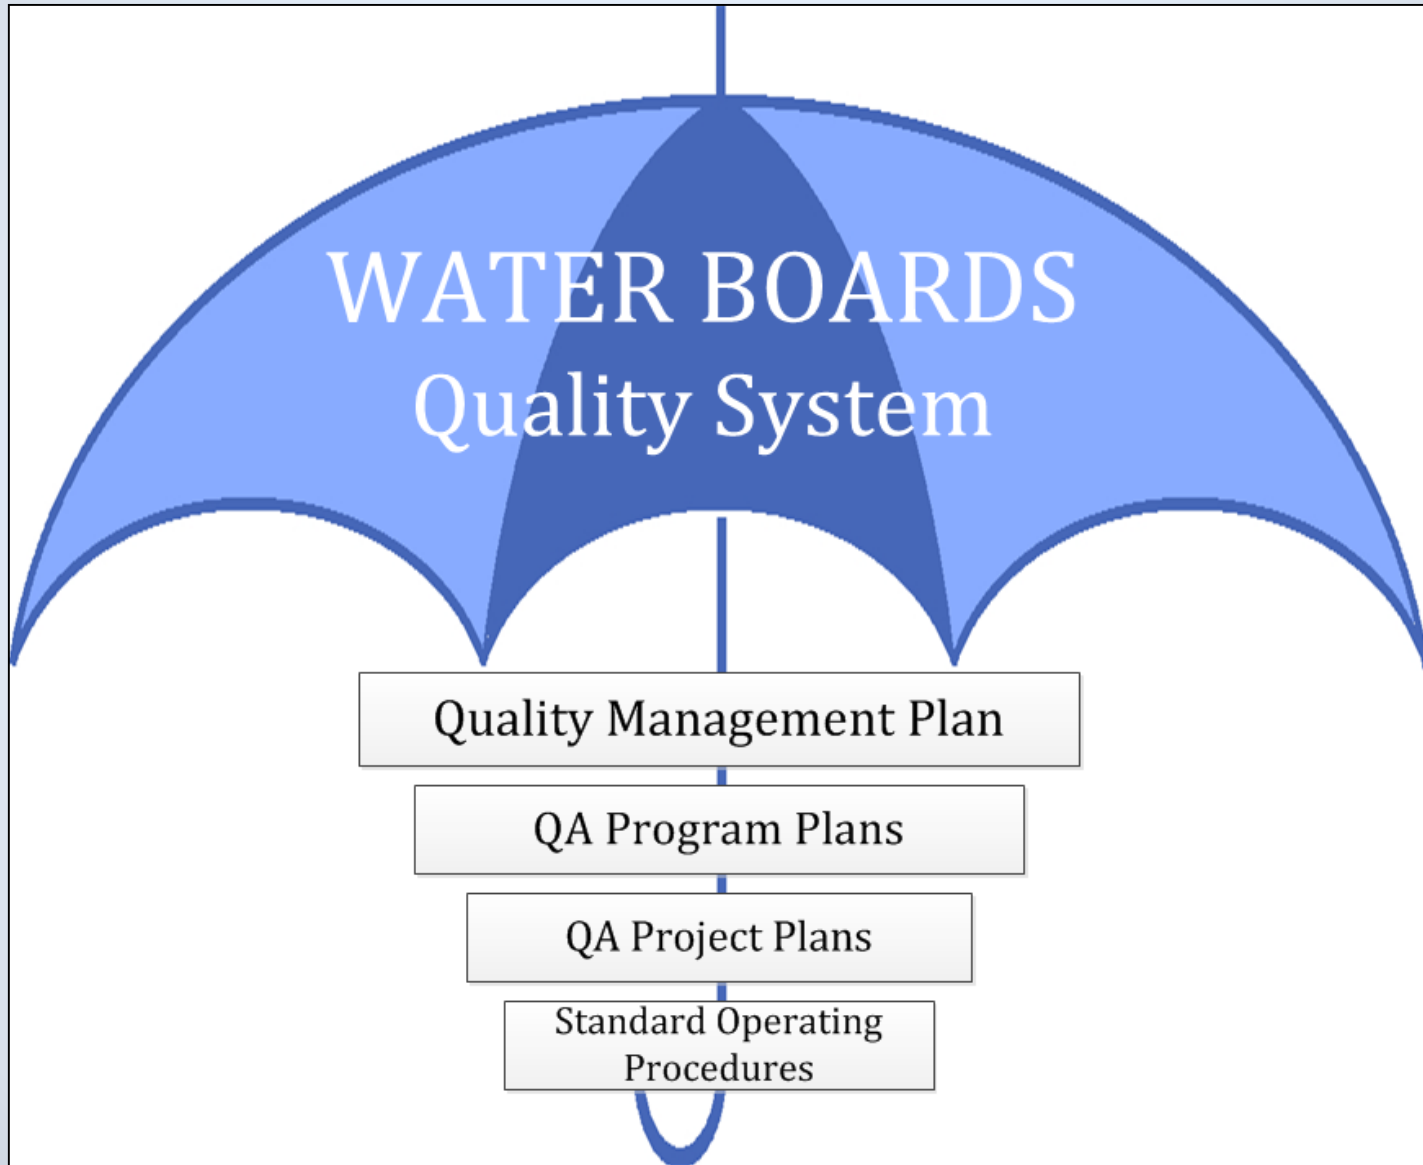 WATER BOARDS
Quality System
Quality Management Plan
QA Program Plans
QA Project Plans
Standard Operating
Procedures